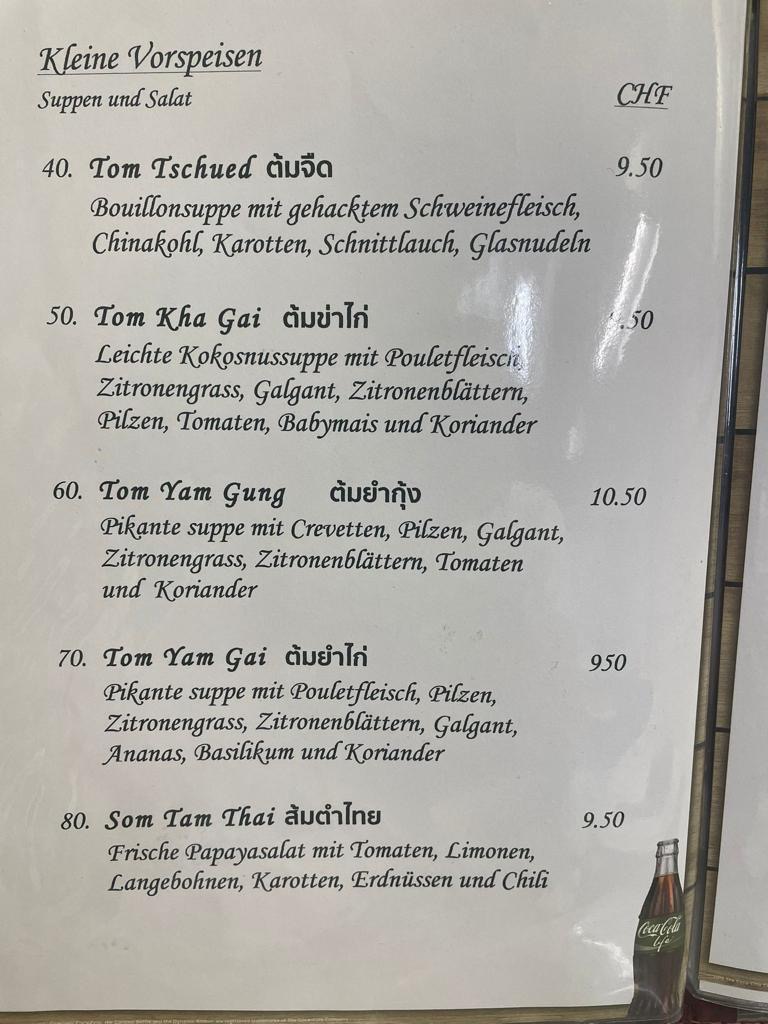 Kleine Vorspeisen
Suppen und Salat
CHF
40. Tom Tschued ต้มจืด 9.50
Bouillonsuppe mit gehacktem Schweinefleisch,
Chinakohl, Karotten, Schnittlauch, Glasnudeln
50. Tom Kha Gai ต้มข่าไก่ .50
Leichte Kokosnussuppe mit Pouletfleisch,
Zitronengrass, Galgant, Zitronenblättern,
Pilzen, Tomaten, Babymais und Koriander
60. Tom Yam Gung ต้มยำกุ้ง 10.50
Pikante suppe mit Crevetten, Pilzen, Galgant,
Zitronengrass, Zitronenblättern, Tomaten
und Koriander
70. Tom Yam Gai ต้มยำไก่ 950
Pikante suppe mit Pouletfleisch, Pilzen,
Zitronengrass, Zitronenblättern, Galgant,
Ananas, Basilikum und Koriander
80. Som Tam Thai ส้มตำไทย 9.50
Frische Papayasalat mit Tomaten, Limonen,
Langebohnen, Karotten, Erdnüssen und Chili
Coca-Cola
life